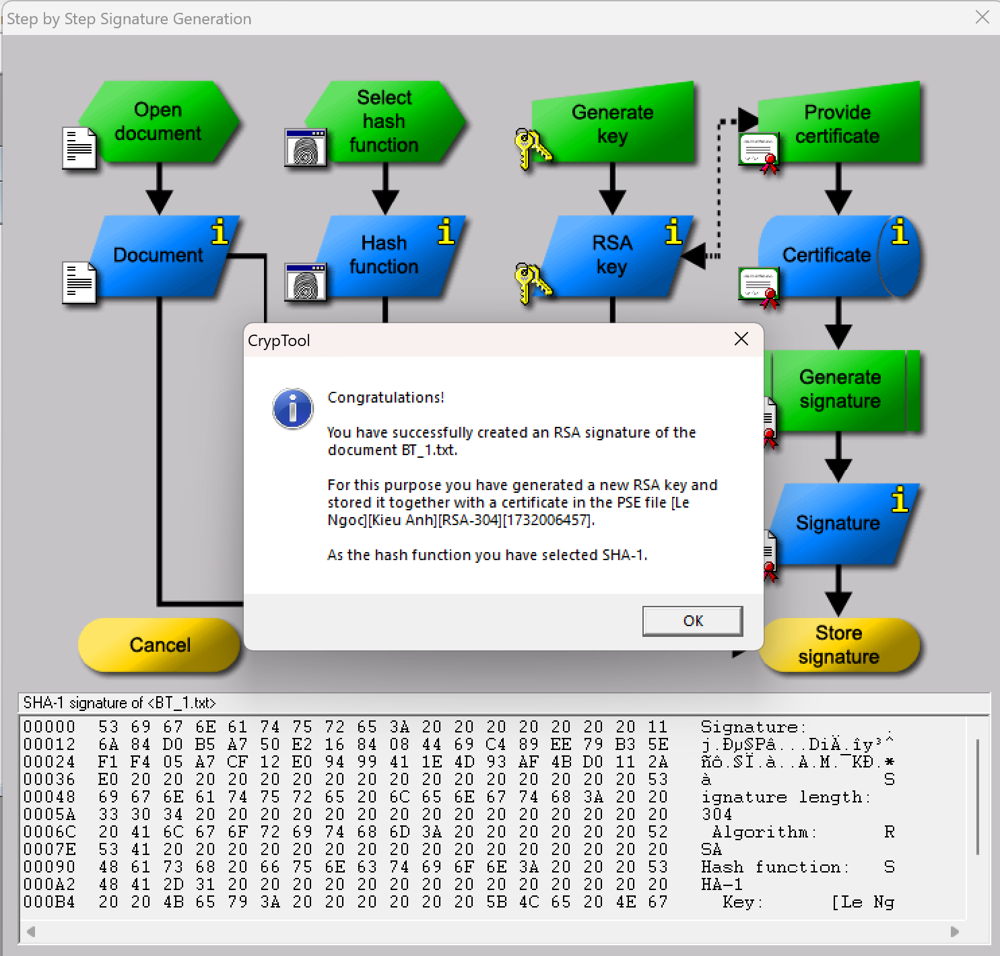 Step by Step Signature Generation
Open
document
Select
hash
function
Generate
key
Provide
certificate
Document
i
Hash
function
i
RSA
key
i
Certificate
i
CrypTool
Congratulations!
You have successfully created an RSA signature of the
document BT_1.txt.
For this purpose you have generated a new RSA key and
stored it together with a certificate in the PSE file [Le
Ngoc][Kieu Anh][RSA-304][1732006457].
As the hash function you have selected SHA-1.
OK
Generate
signature
Signature
i
Cancel
Store
signature
SHA-1 signature of <BT_1.txt>
00000 53 69 67 6E 61 74 75 72 65 3A 20 20 20 20 20 20 20 11 Signature:       .
00012 6A 84 D0 B5 A7 50 E2 16 84 08 44 69 C4 89 EE 79 B3 5E j.Ðµ§Pâ...DiÄ.îy³^
00024 F1 F4 05 A7 CF 12 E0 94 99 41 1E 4D 93 AF 4B D0 11 2A ñô.§Ï.à..A.M.¯KÐ.*
00036 E0 20 20 20 20 20 20 20 20 20 20 20 20 20 20 20 20 53 à                S
00048 69 67 6E 61 74 75 72 65 20 6C 65 6E 67 74 68 3A 20 20 ignature length:
0005A 33 30 34 20 20 20 20 20 20 20 20 20 20 20 20 20 20 20 304
0006C 20 41 6C 67 6F 72 69 74 68 6D 3A 20 20 20 20 20 20 52  Algorithm:      R
0007E 53 41 20 20 20 20 20 20 20 20 20 20 20 20 20 20 20 20 SA
00090 48 61 73 68 20 66 75 6E 63 74 69 6F 6E 3A 20 20 20 53 Hash function:   S
000A2 48 41 2D 31 20 20 20 20 20 20 20 20 20 20 20 20 20 20 HA-1
000B4 20 20 4B 65 79 3A 20 20 20 20 20 20 5B 4C 65 20 4E 67   Key:      [Le Ng